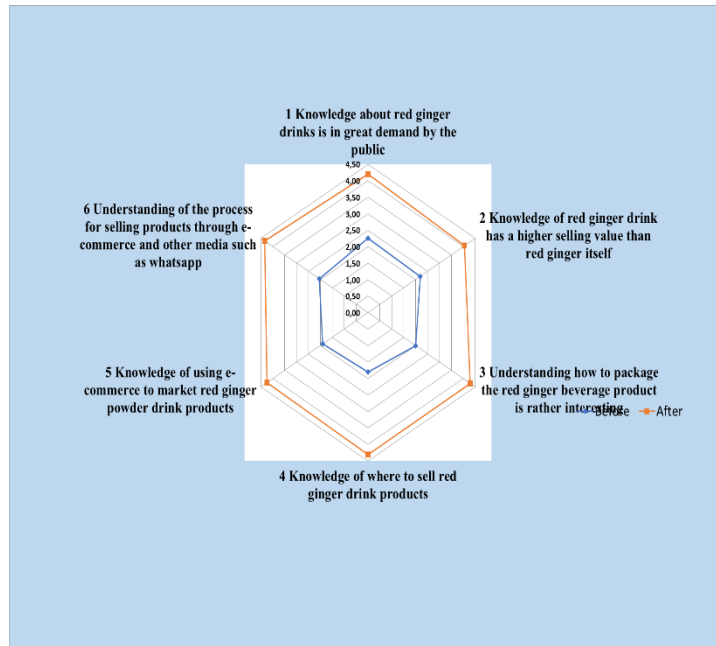 1 Knowledge about red ginger
drinks is in great demand by the
public
4,50
4,00
3,50
3,00
2,50
2,00
1,50
1,00
0,50
0,00
2 Knowledge of red ginger drink
has a higher selling value than
red ginger itself
3 Understanding how to package
the red ginger beverage product
is rather interesting
Before
After
4 Knowledge of where to sell red
ginger drink products
5 Knowledge of using e-
commerce to market red ginger
powder drink products
6 Understanding of the process
for selling products through e-
commerce and other media such
as whatsapp